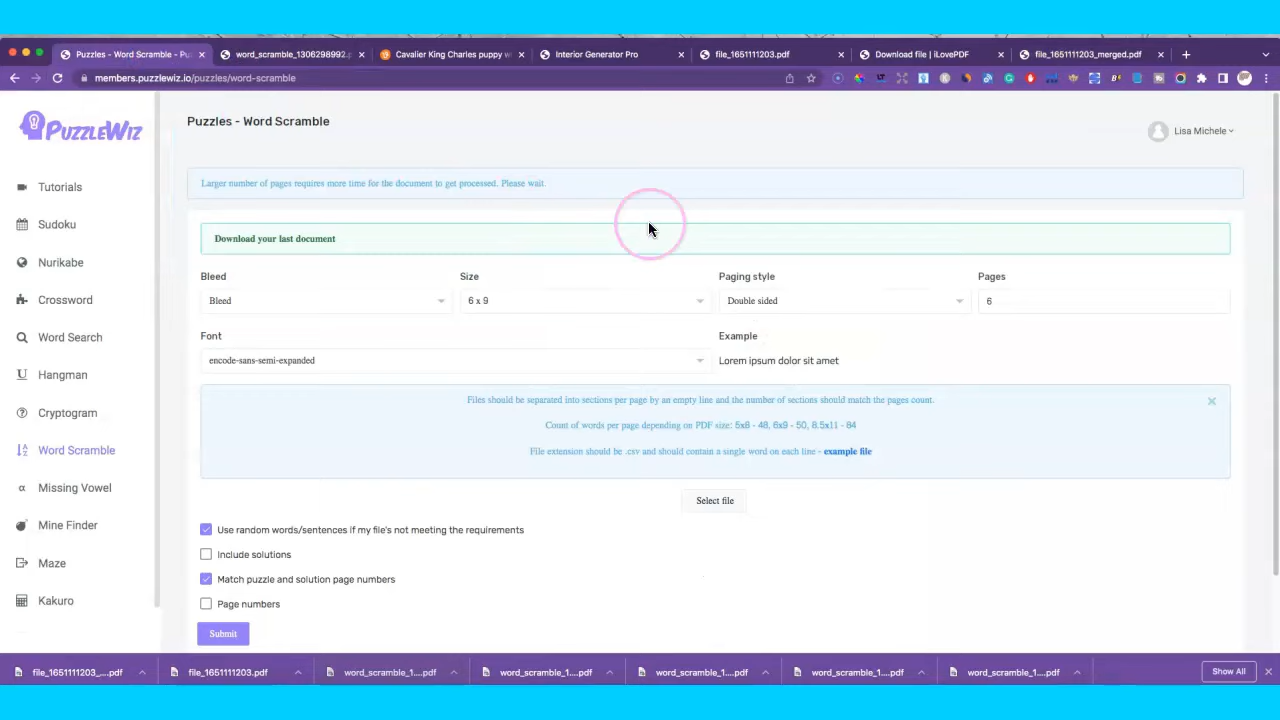 Puzzles - Word Scramble - Pu
word_scramble_1306298992.p
Cavalier King Charles puppy w
Interior Generator Pro
file_1651111203.pdf
Download file | iLovePDF
file_1651111203_merged.pdf
members.puzzlewiz.io/puzzles/word-scramble
PUZZLEWIZ
Puzzles - Word Scramble
Lisa Michele
Larger number of pages requires more time for the document to get processed. Please wait.
Download your last document
Bleed
Size
Paging style
Pages
Bleed
6 x 9
Double sided
6
Font
Example
encode-sans-semi-expanded
Lorem ipsum dolor sit amet
Files should be separated into sections per page by an empty line and the number of sections should match the pages count.
Count of words per page depending on PDF size: 5x8 - 48, 6x9 - 50, 8.5x11 - 84
File extension should be .csv and should contain a single word on each line - example file
Select file
Use random words/sentences if my file's not meeting the requirements
Include solutions
Match puzzle and solution page numbers
Page numbers
Submit
Tutorials
Sudoku
Nurikabe
Crossword
Word Search
Hangman
Cryptogram
Word Scramble
Missing Vowel
Mine Finder
Maze
Kakuro
file_1651111203_....pdf
file_1651111203.pdf
word_scramble_1....pdf
word_scramble_1....pdf
word_scramble_1....pdf
word_scramble_1....pdf
word_scramble_1....pdf
Show All